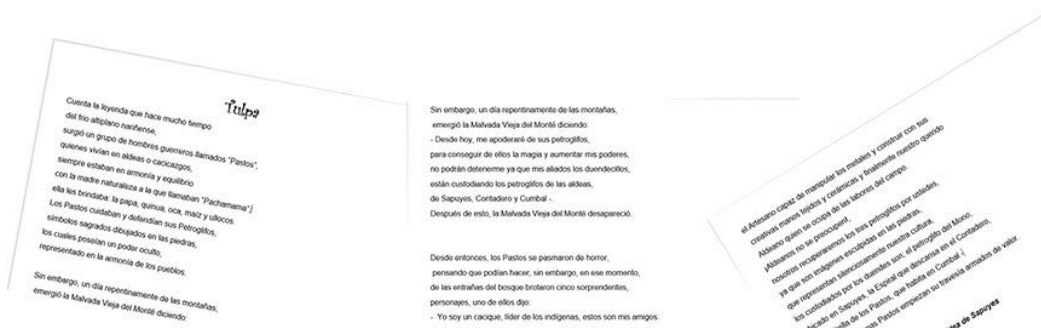 Tulpa
Cuenta la leyenda que hace mucho tiempo
del frio altiplano nariñense,
surgió un grupo de hombres guerreros llamados "Pastos",
quienes vivían en aldeas o cacicazgos,
siempre estaban en armonía y equilibrio
con la madre naturaleza a la que llamaban "Pachamama",
ella les brindaba: la papa, quinua, oca, maíz y ullocos.
Los Pastos cuidaban y defendían sus Petroglifos,
símbolos sagrados dibujados en las piedras,
los cuales poseían un poder oculto,
representado en la armonía de los pueblos.
Sin embargo, un día repentinamente de las montañas,
emergió la Malvada Vieja del Monté diciendo:
Sin embargo, un día repentinamente de las montañas,
emergió la Malvada Vieja del Monté diciendo:
- Desde hoy, me apoderaré de sus petroglifos,
para conseguir de ellos la magia y aumentar mis poderes,
no podrán detenerme ya que mis aliados los duendecillos,
están custodiando los petroglifos de las aldeas,
de Sapuyes, Contadero y Cumbal -.
Después de esto, la Malvada Vieja del Monté desapareció.
Desde entonces, los Pastos se pasmaron de horror,
pensando que podían hacer, sin embargo, en ese momento,
de las entrañas del bosque brotaron cinco sorprendentes,
personajes, uno de ellos dijo:
- Yo soy un cacique, líder de los indígenas, estos son mis amigos:
el Artesano capaz de manipular los metales y construir con sus
creativas manos tejidos y cerámicas y finalmente nuestro querido
Aldeano quien se ocupa de las labores del campo.
¡Aldeanos no se preocupen!,
nosotros recuperaremos los tres petroglifos por ustedes,
ya que son imágenes esculpidas en las piedras,
que representan silenciosamente nuestra cultura,
los custodiados por los duendes son, el petroglifo del Mono,
ubicado en Sapuyes, la Espiral que descansa en el Contadero,
de los Pastos, que habita en Cumbal -¡
Pastos empiezan su travesía armados de valor.
de Sapuyes